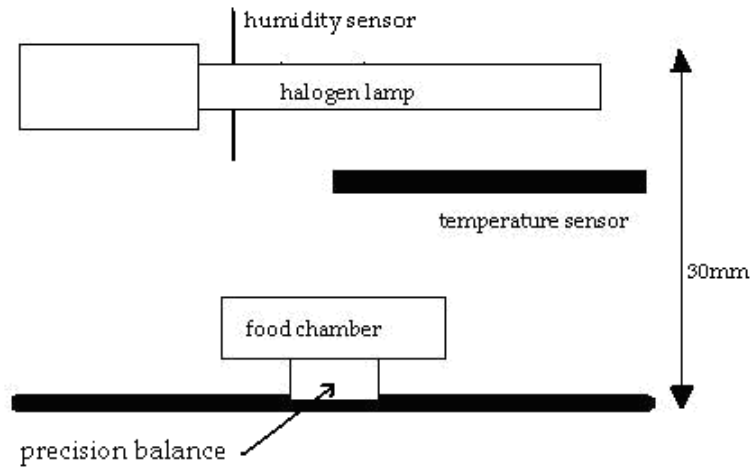 humidity sensor
halogen lamp
temperature sensor
30mm
food chamber
precision balance